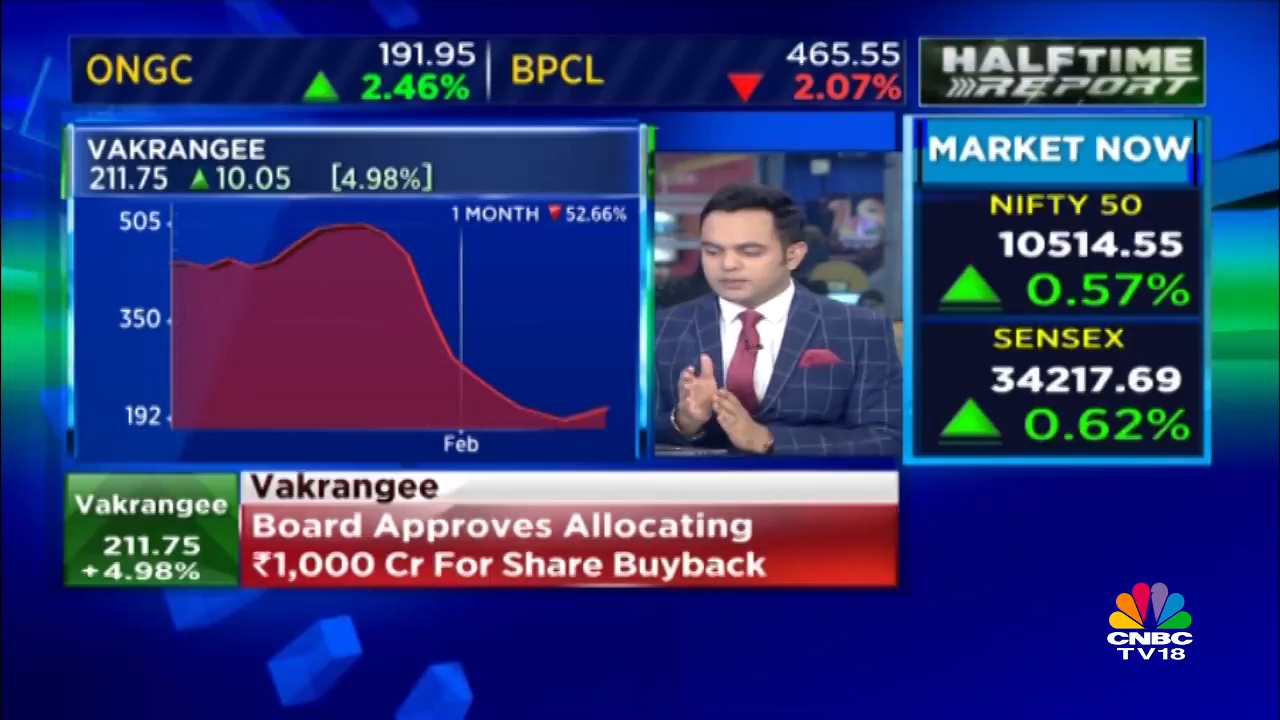 ONGC 191.95 ▲ 2.46%
BPCL 465.55 ▼ 2.07%
HALFTIME
REPORT
VAKRANGEE
211.75 ▲ 10.05 [4.98%]
1 MONTH ▼ 52.66%
505
350
192
Feb
MARKET NOW
NIFTY 50
10514.55
▲ 0.57%
SENSEX
34217.69
▲ 0.62%
Vakrangee
211.75
+4.98%
Vakrangee
Board Approves Allocating
₹1,000 Cr For Share Buyback
CNBC
TV18